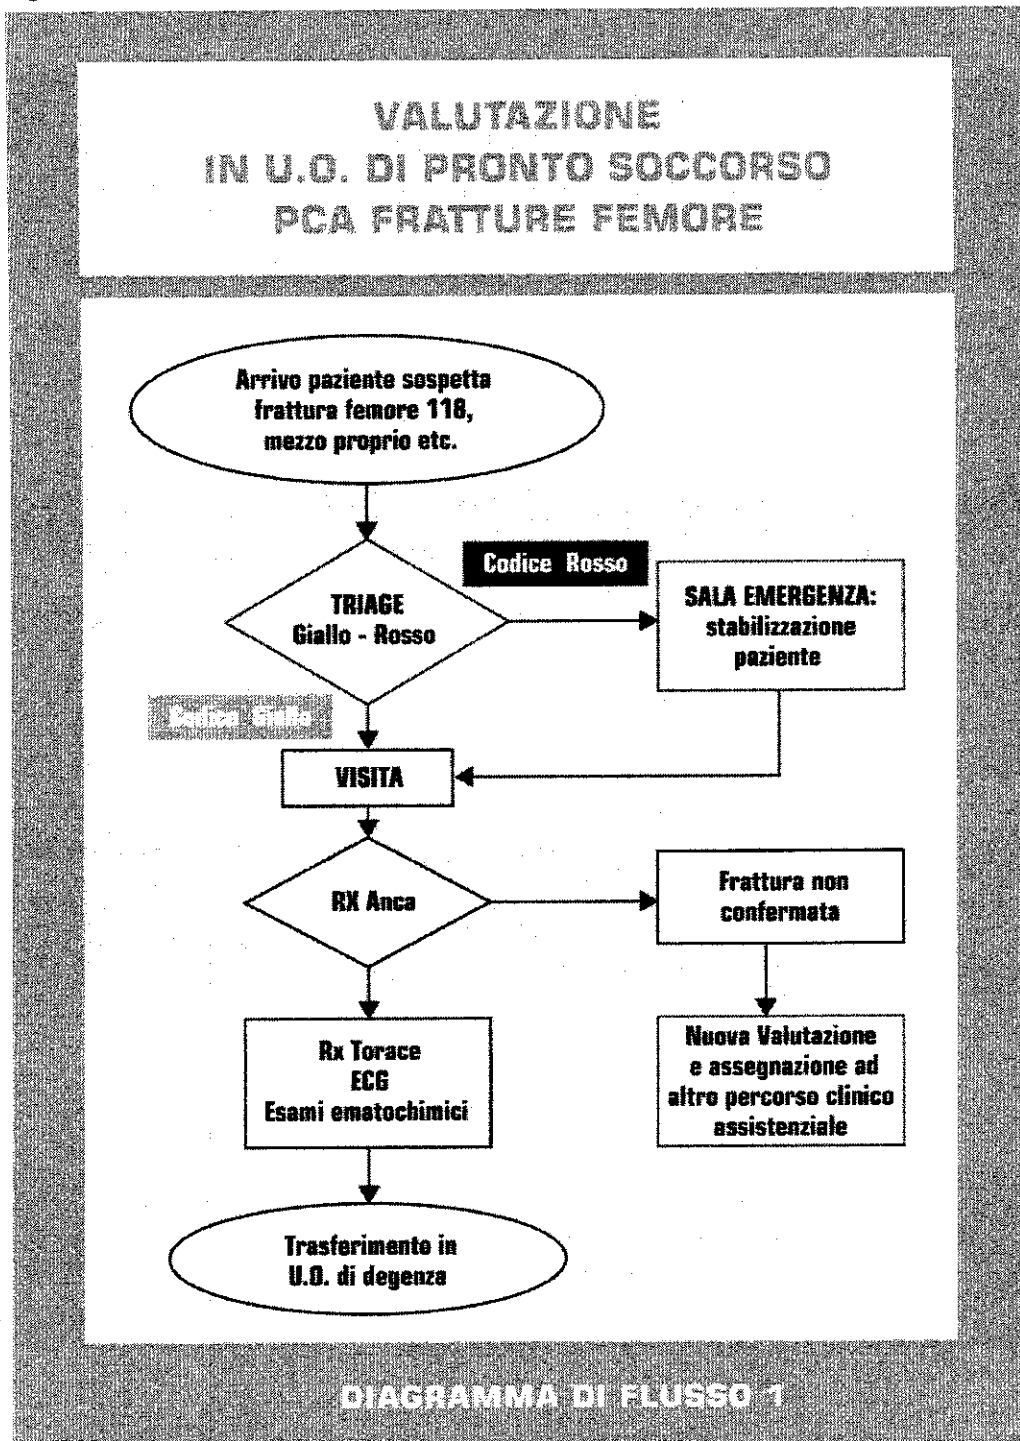 VALUTAZIONE
IN U.O. DI PRONTO SOCCORSO
PCA FRATTURE FEMORE
Arrivo paziente sospetta
frattura femore 118,
mezzo proprio etc.
Codice Rosso
TRIAGE
Giallo - Rosso
SALA EMERGENZA:
stabilizzazione
paziente
Codice Giallo
VISITA
RX Anca
Frattura non
confermata
Rx Torace
ECG
Esami ematochimici
Nuova Valutazione
e assegnazione ad
altro percorso clinico
assistenziale
Trasferimento in
U.O. di degenza
DIAGRAMMA DI FLUSSO 1